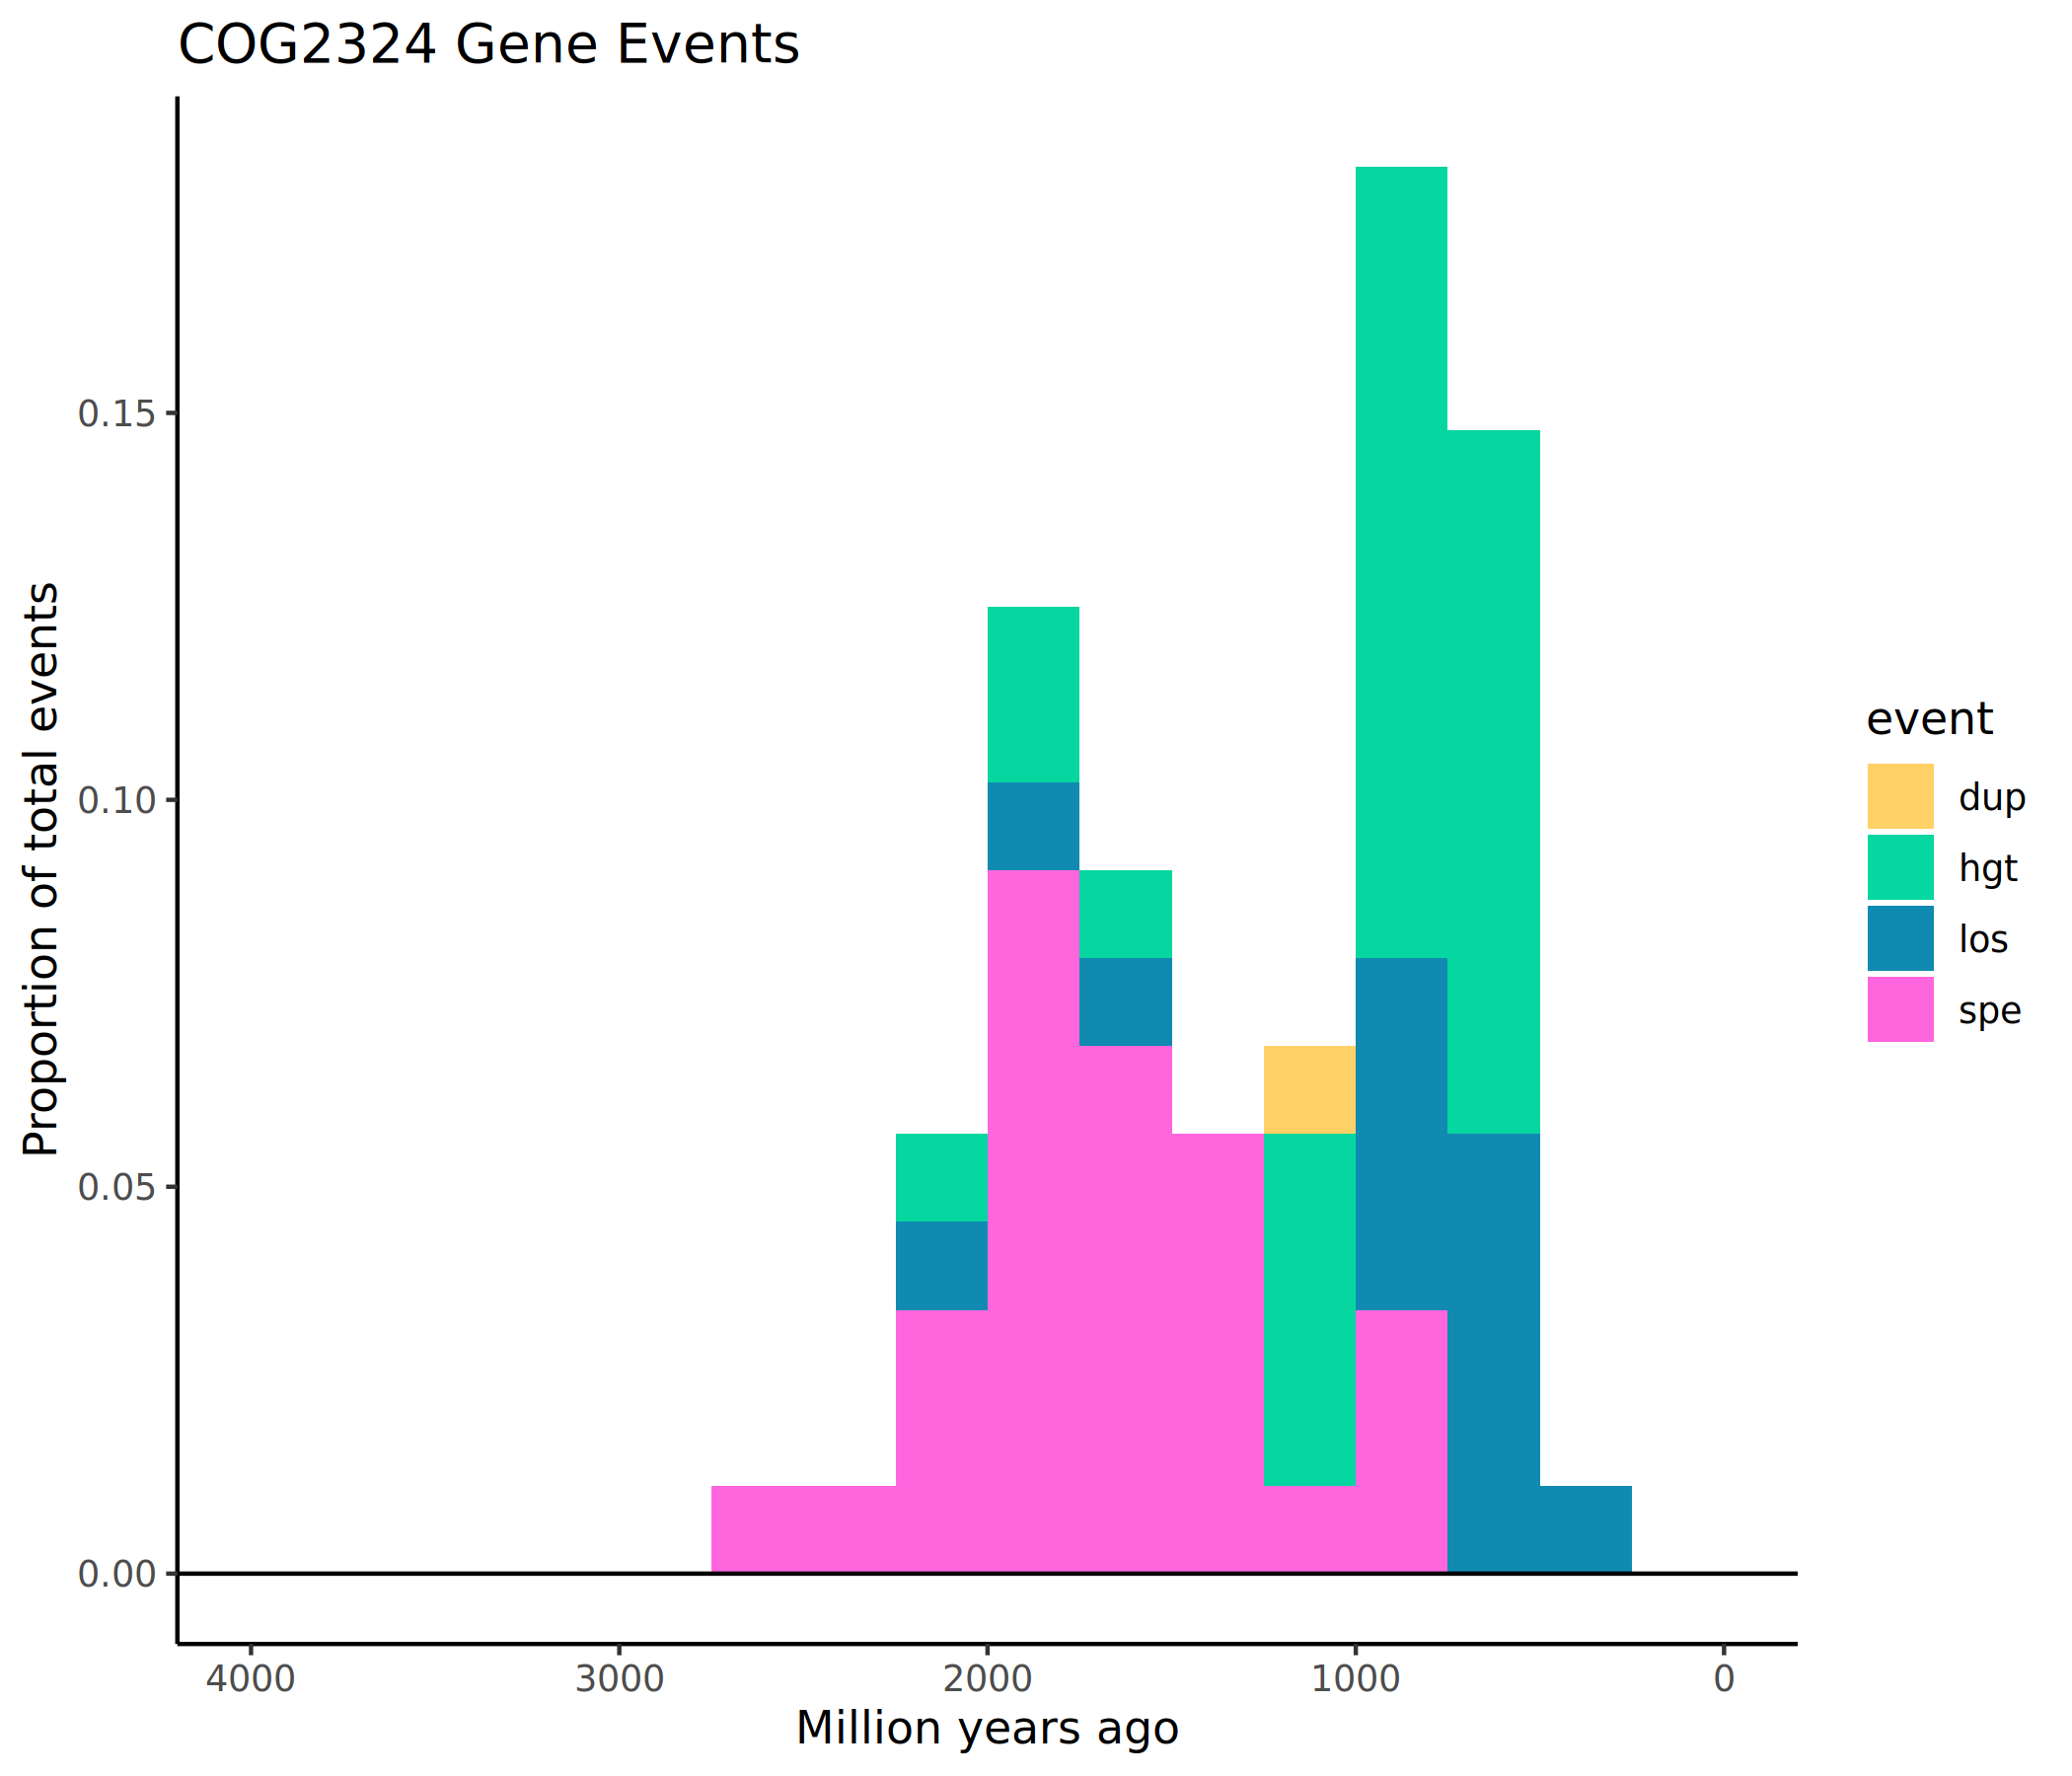 COG2324 Gene Events
Proportion of total events
0.15
0.10
0.05
0.00
4000 3000 2000 1000 0
Million years ago
event
dup
hgt
los
spe